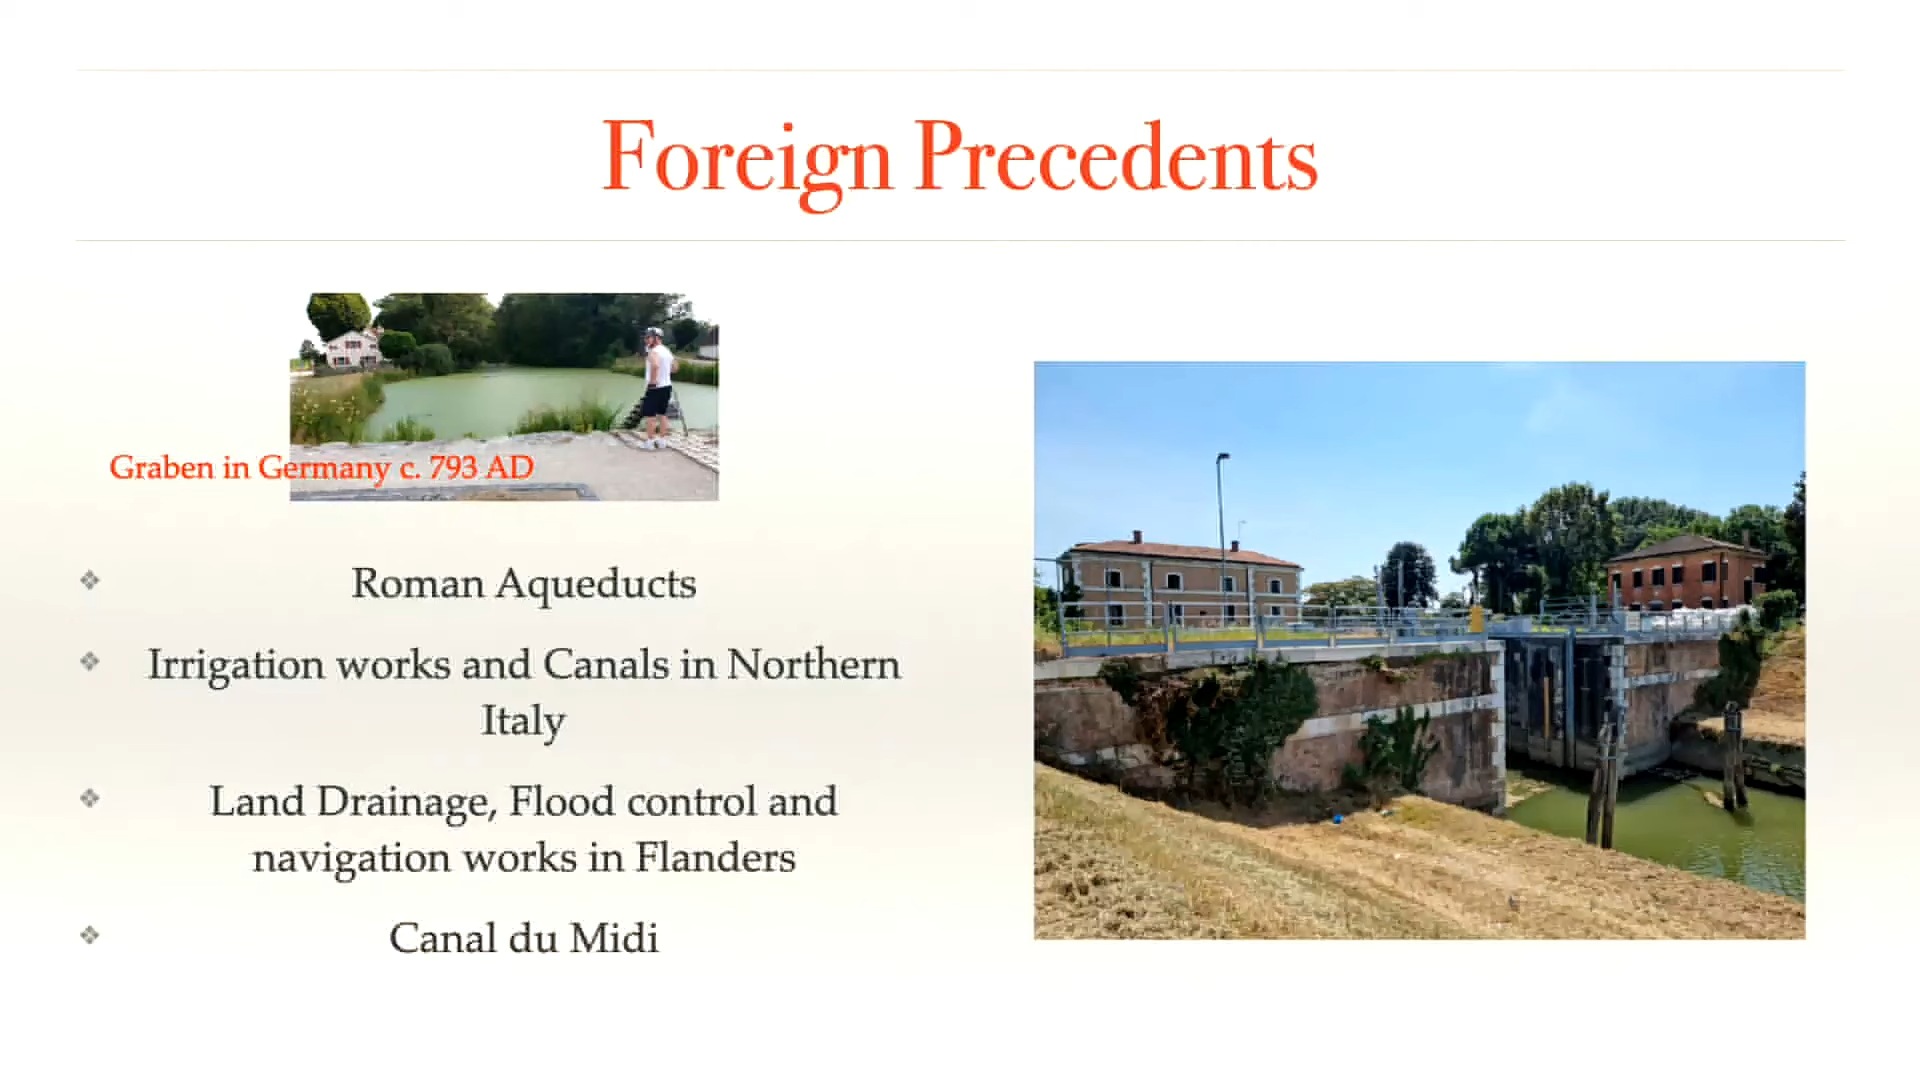 Foreign Precedents
Graben in Germany c. 793 AD
Roman Aqueducts
Irrigation works and Canals in Northern
Italy
Land Drainage, Flood control and
navigation works in Flanders
Canal du Midi